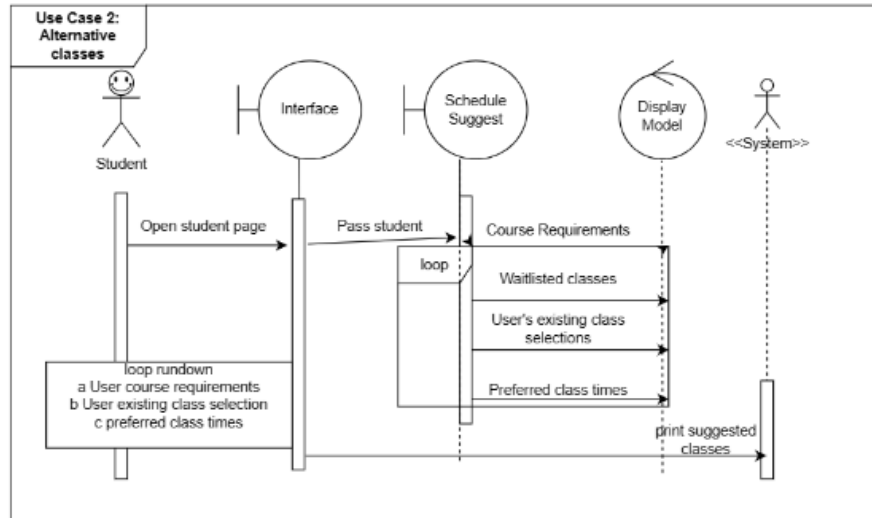 Use Case 2:
Alternative
classes
Interface
Schedule
Suggest
Display
Model
Student
<<System>>
Open student page
Pass student
Course Requirements
loop
Waitlisted classes
User's existing class
selections
loop rundown
a User course requirements
b User existing class selection
c preferred class times
Preferred class times
print suggested
classes